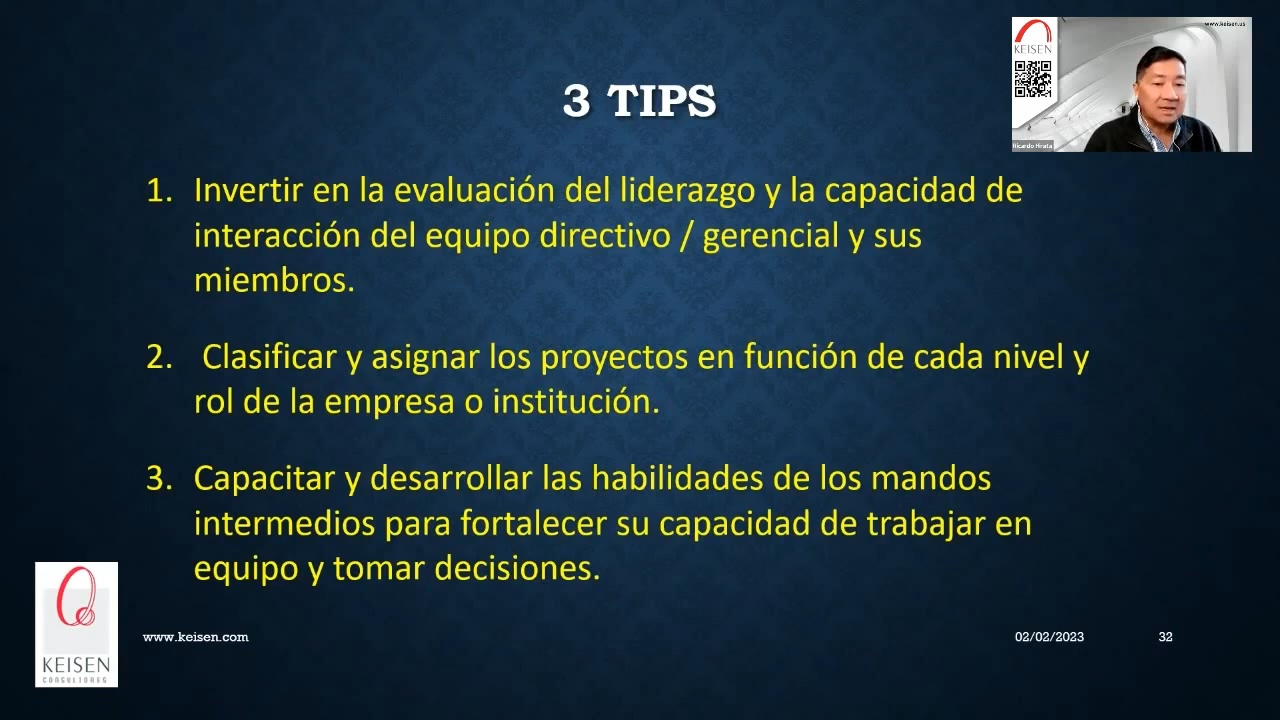 www.keisen.us
KEISEN
Ricardo Hirata
3 TIPS
1. Invertir en la evaluación del liderazgo y la capacidad de
interacción del equipo directivo / gerencial y sus
miembros.
2. Clasificar y asignar los proyectos en función de cada nivel y
rol de la empresa o institución.
3. Capacitar y desarrollar las habilidades de los mandos
intermedios para fortalecer su capacidad de trabajar en
equipo y tomar decisiones.
KEISEN
CONSULTORES
www.keisen.com
02/02/2023
32